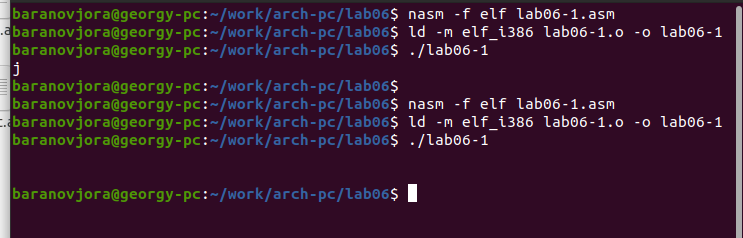 baranovjora@georgy-pc:~/work/arch-pc/lab06$ nasm -f elf lab06-1.asm
baranovjora@georgy-pc:~/work/arch-pc/lab06$ ld -m elf_i386 lab06-1.o -o lab06-1
baranovjora@georgy-pc:~/work/arch-pc/lab06$ ./lab06-1
j
baranovjora@georgy-pc:~/work/arch-pc/lab06$
baranovjora@georgy-pc:~/work/arch-pc/lab06$ nasm -f elf lab06-1.asm
baranovjora@georgy-pc:~/work/arch-pc/lab06$ ld -m elf_i386 lab06-1.o -o lab06-1
baranovjora@georgy-pc:~/work/arch-pc/lab06$ ./lab06-1
baranovjora@georgy-pc:~/work/arch-pc/lab06$